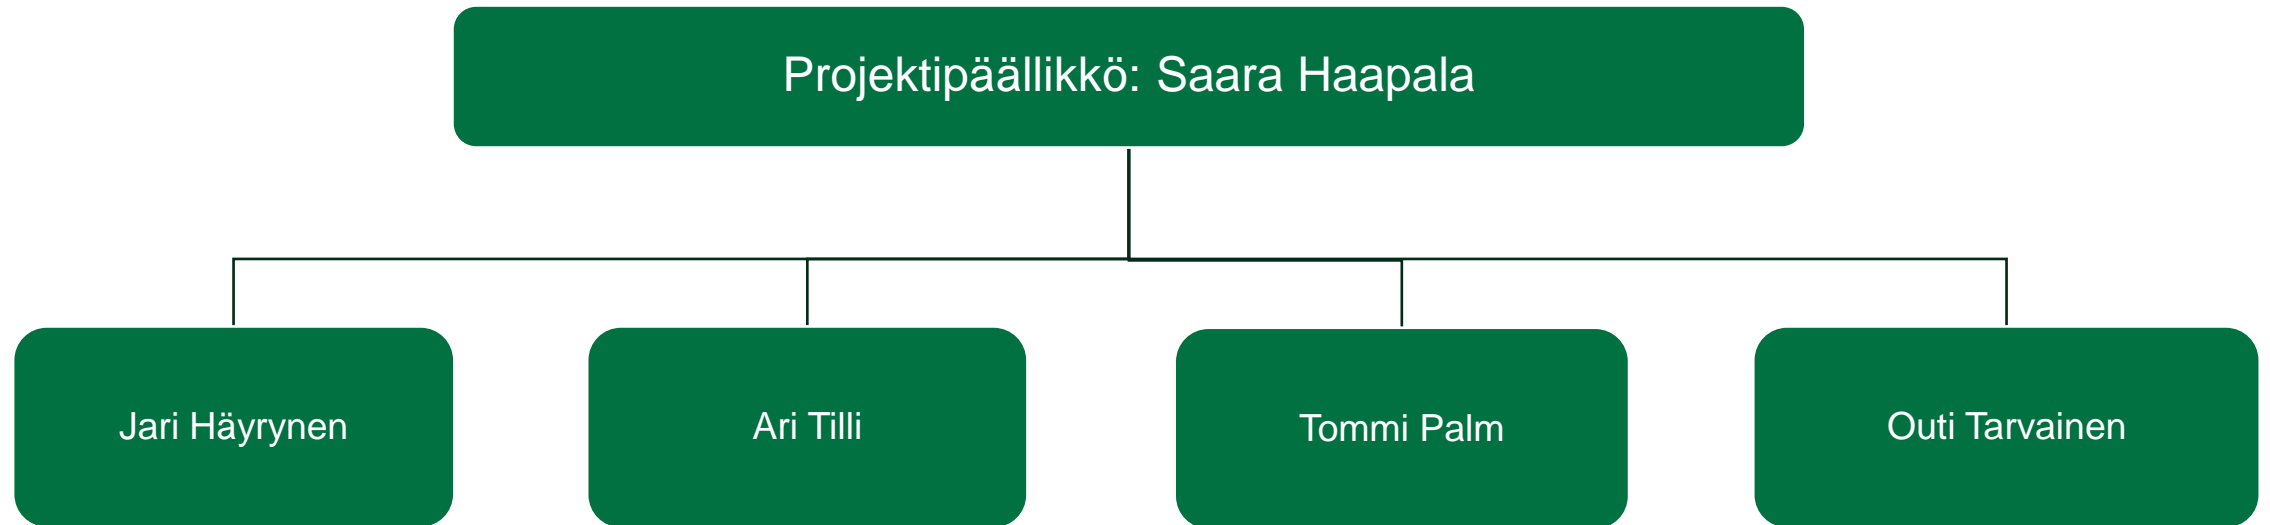 Projektipäällikkö: Saara Haapala
Jari Häyrynen
Ari Tilli
Tommi Palm
Outi Tarvainen